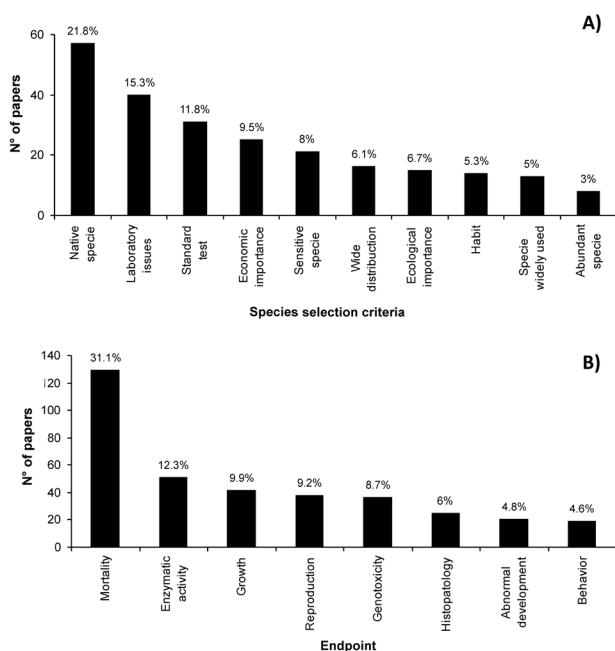 A)
N° of papers
60
40
20
0
21.8%
15.3%
11.8%
9.5%
8%
6.1%
6.7%
5.3%
5%
3%
Native
specie
Laboratory
issues
Standard
test
Economic
importance
Sensitive
specie
Wide
distribuction
Ecological
importance
Habit
Specie
widely used
Abundant
specie
Species selection criteria
B)
N° of papers
140
120
100
80
60
40
20
0
31.1%
12.3%
9.9%
9.2%
8.7%
6%
4.8%
4.6%
Mortality
Enzymatic
activity
Growth
Reproduction
Genotoxicity
Histopatology
Abnormal
development
Behavior
Endpoint